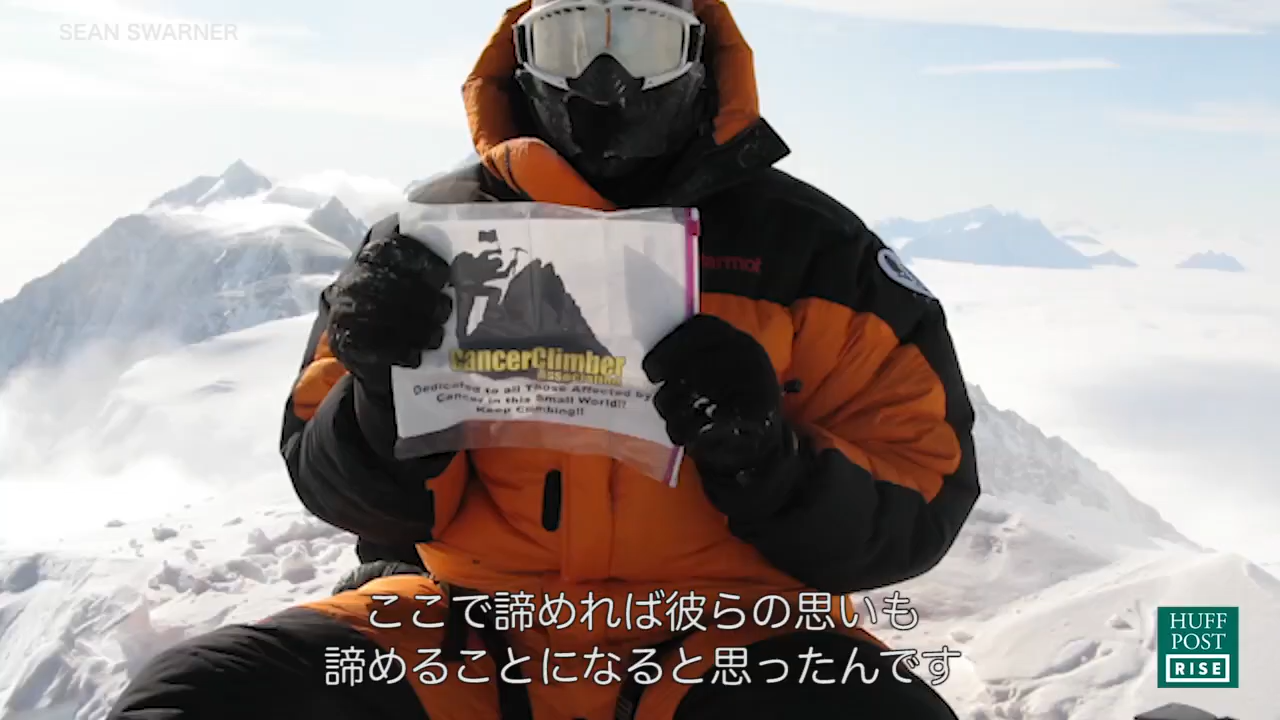 SEAN SWARNER
cancerClimber
association
Dedicated to all Those Affected by
Cancer in this Small World!?
Keep Climbing!!
ここで諦めれば彼らの思いも
諦めることになると思ったんです
HUFF
POST
RISE